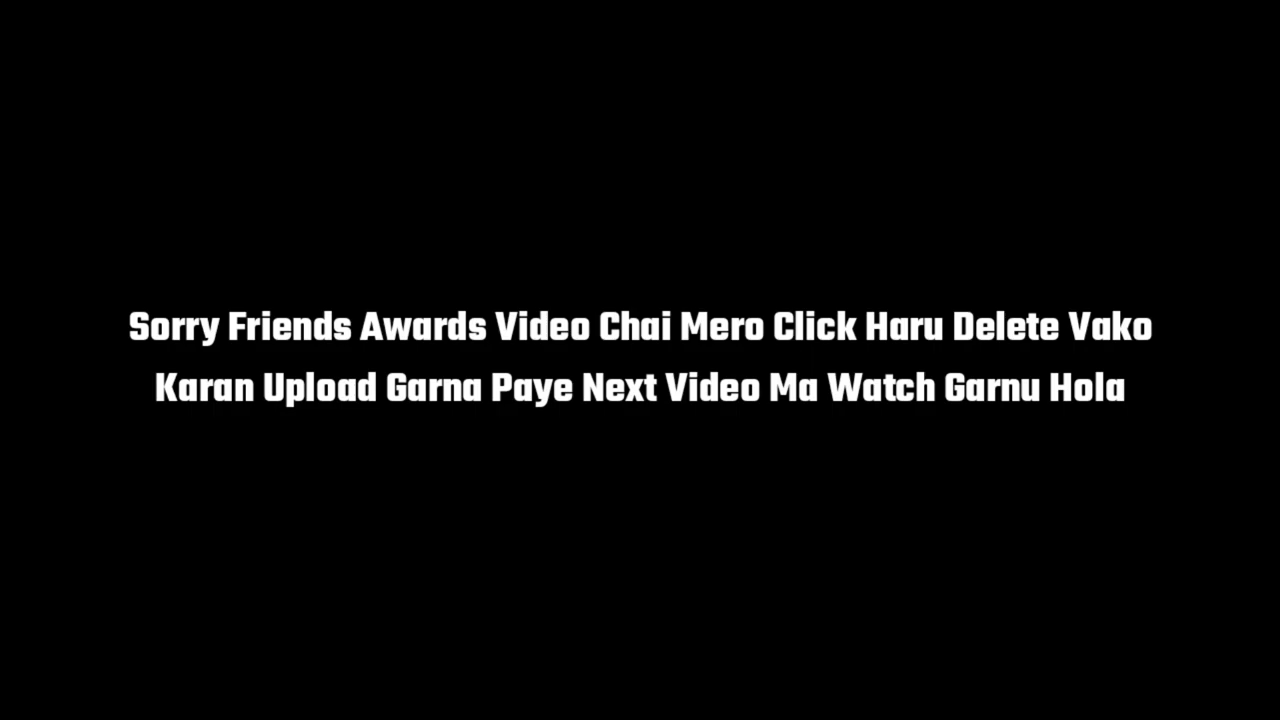 Sorry Friends Awards Video Chai Mero Click Haru Delete Vako
Karan Upload Garna Paye Next Video Ma Watch Garnu Hola